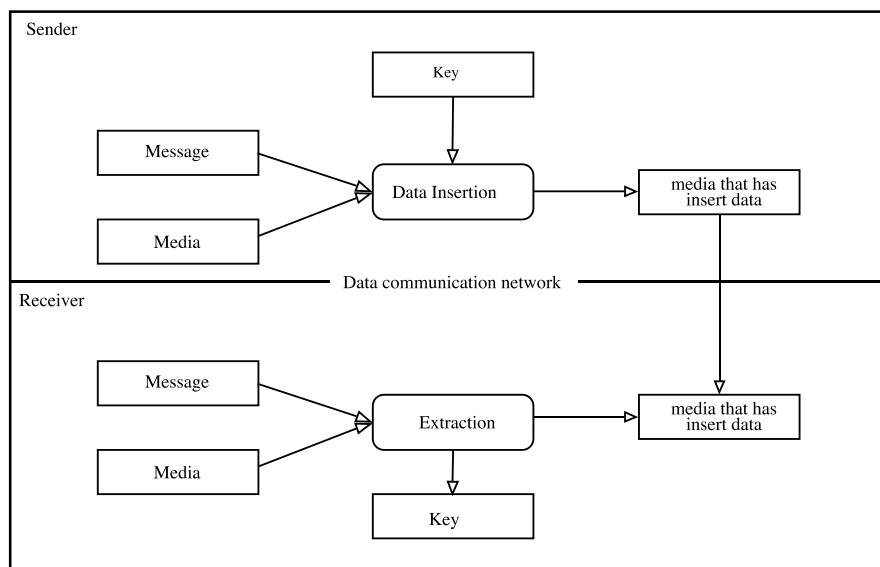 Sender
Key
Message
Data Insertion
media that has
insert data
Media
Data communication network
Receiver
Message
Extraction
media that has
insert data
Media
Key